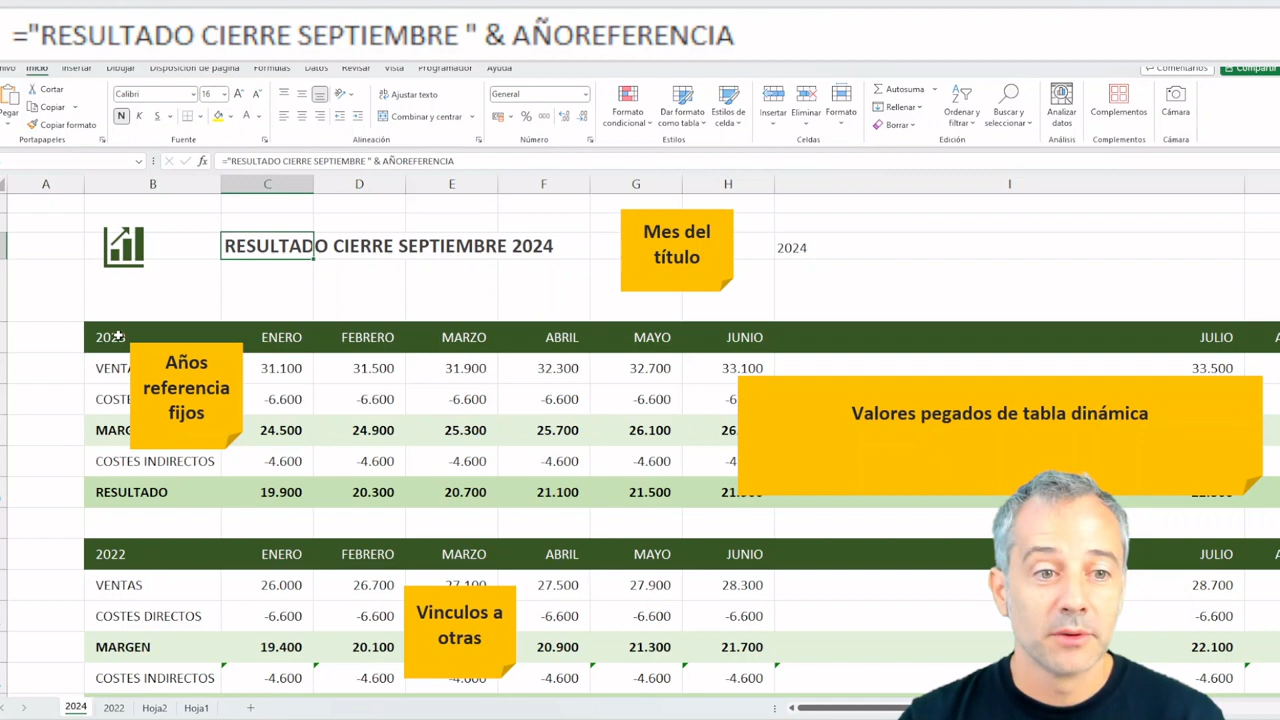 ="RESULTADO CIERRE SEPTIEMBRE " & AÑOREFERENCIA
Inicio Insertar Dibujar Disposición de página Fórmulas Datos Revisar Vista Programador Ayuda Comentarios Compartir
Cortar
Copiar
Copiar formato
Pegar
Portapapeles
Calibri 16
N K S
Fuente
Ajustar texto
Combinar y centrar
Alineación
General
% 000
Número
Formato condicional
Dar formato como tabla
Estilos de celda
Estilos
Insertar Eliminar Formato
Celdas
Autosuma
Rellenar
Borrar
Ordenar y filtrar
Buscar y seleccionar
Edición
Analizar datos
Análisis
Complementos
Complementos
Cámara
Cámara
fx ="RESULTADO CIERRE SEPTIEMBRE " & AÑOREFERENCIA
A B C D E F G H I
RESULTADO CIERRE SEPTIEMBRE 2024
Mes del
título
2024
ENERO FEBRERO MARZO ABRIL MAYO JUNIO JULIO
31.100 31.500 31.900 32.300 32.700 33.100 33.500
-6.600 -6.600 -6.600 -6.600 -6.600
24.500 24.900 25.300 25.700 26.100
COSTES INDIRECTOS -4.600 -4.600 -4.600 -4.600 -4.600
RESULTADO 19.900 20.300 20.700 21.100 21.500
Años
referencia
fijos
Valores pegados de tabla dinámica
2022 ENERO FEBRERO MARZO ABRIL MAYO JUNIO JULIO
VENTAS 26.000 26.700 27.100 27.500 27.900 28.300 28.700
COSTES DIRECTOS -6.600 -6.600 -6.600 -6.600 -6.600 -6.600
MARGEN 19.400 20.100 20.900 21.300 21.700 22.100
COSTES INDIRECTOS -4.600 -4.600 -4.600 -4.600 -4.600 -4.600 -4.600
Vinculos a
otras
2024 2022 Hoja2 Hoja1